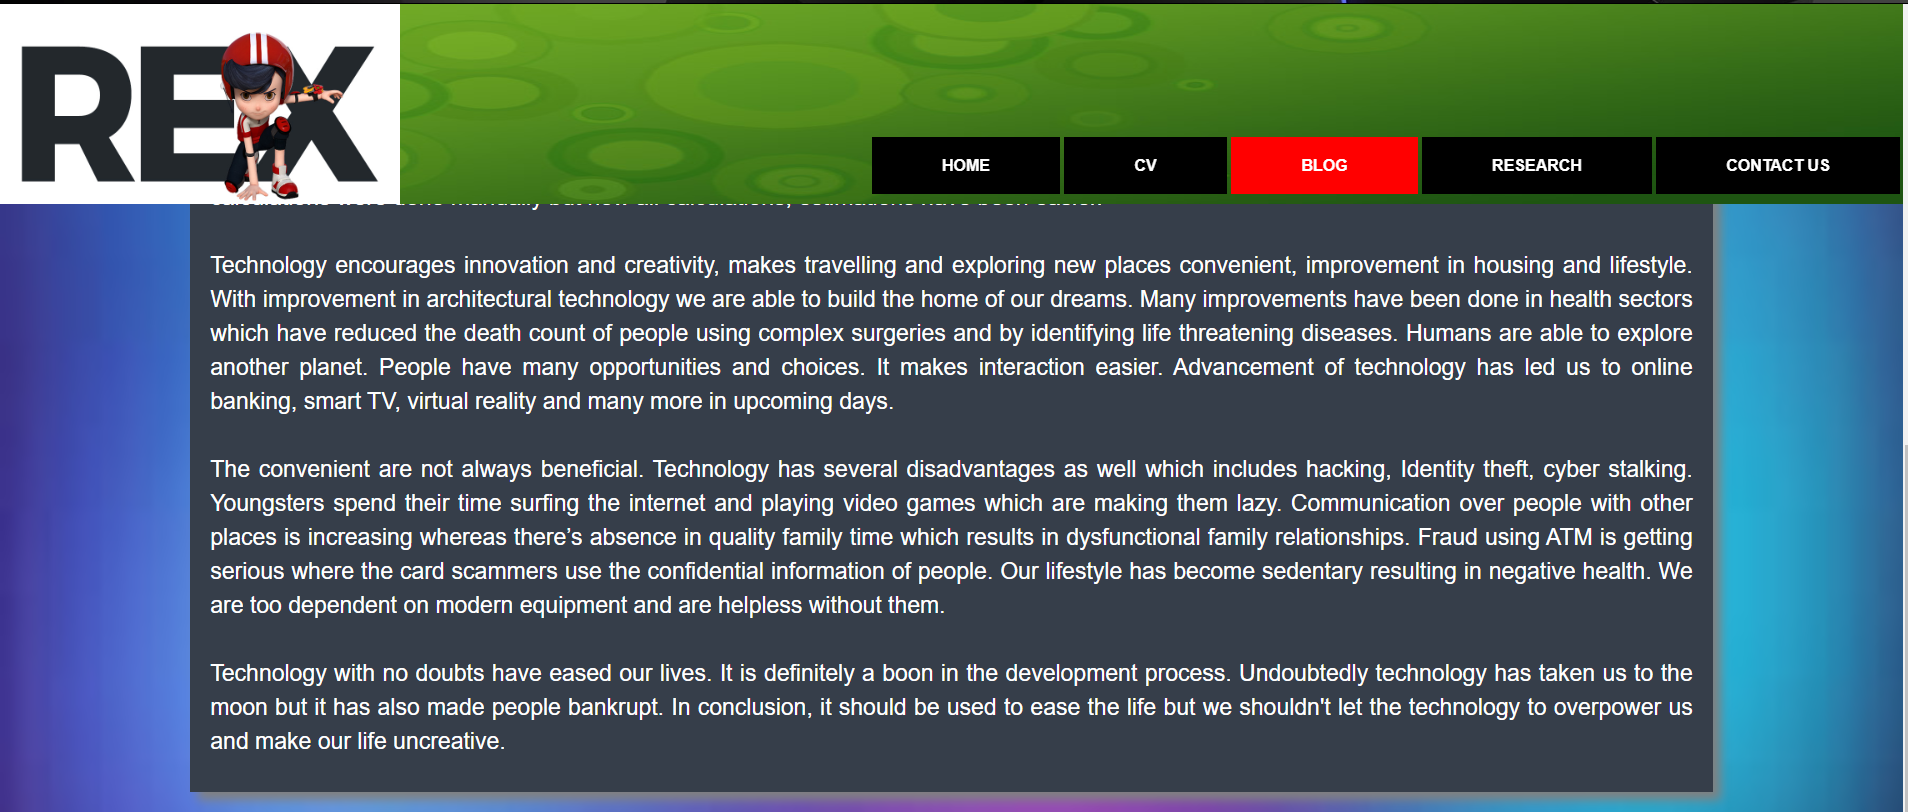 REX
HOME CV BLOG RESEARCH CONTACT US
calculations were done manually but now all calculations, estimations have been easier.
Technology encourages innovation and creativity, makes travelling and exploring new places convenient, improvement in housing and lifestyle.
With improvement in architectural technology we are able to build the home of our dreams. Many improvements have been done in health sectors
which have reduced the death count of people using complex surgeries and by identifying life threatening diseases. Humans are able to explore
another planet. People have many opportunities and choices. It makes interaction easier. Advancement of technology has led us to online
banking, smart TV, virtual reality and many more in upcoming days.
The convenient are not always beneficial. Technology has several disadvantages as well which includes hacking, Identity theft, cyber stalking.
Youngsters spend their time surfing the internet and playing video games which are making them lazy. Communication over people with other
places is increasing whereas there’s absence in quality family time which results in dysfunctional family relationships. Fraud using ATM is getting
serious where the card scammers use the confidential information of people. Our lifestyle has become sedentary resulting in negative health. We
are too dependent on modern equipment and are helpless without them.
Technology with no doubts have eased our lives. It is definitely a boon in the development process. Undoubtedly technology has taken us to the
moon but it has also made people bankrupt. In conclusion, it should be used to ease the life but we shouldn't let the technology to overpower us
and make our life uncreative.